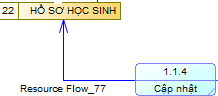 22 HỒ SƠ HỌC SINH
1.1.4
Resource Flow_77
Cập nhật